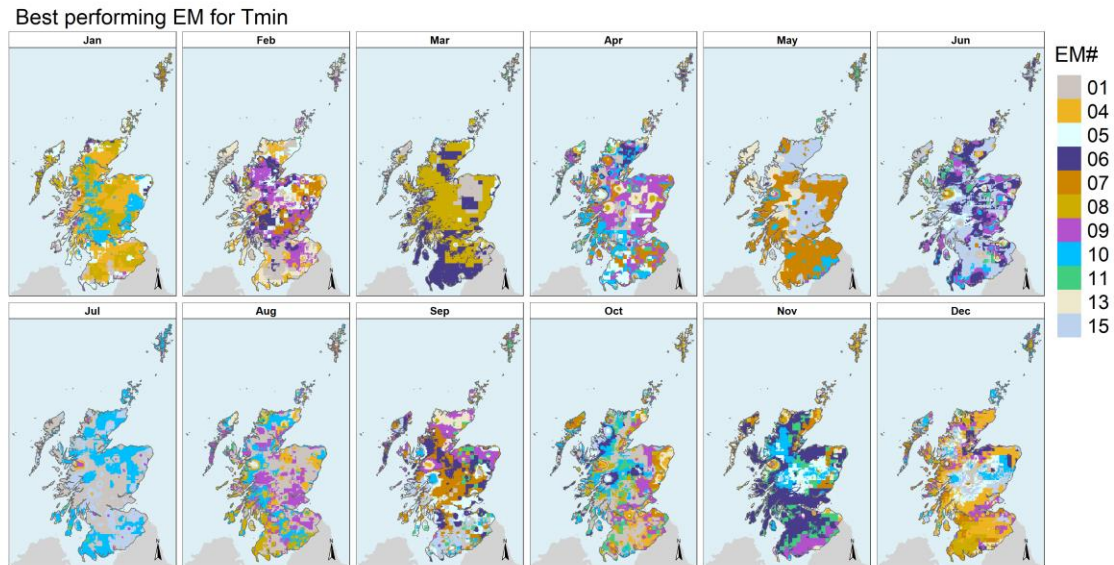 Best performing EM for Tmin
Jan
Feb
Mar
Apr
May
Jun
EM#
01
04
05
06
07
08
09
10
11
13
15
Jul
Aug
Sep
Oct
Nov
Dec